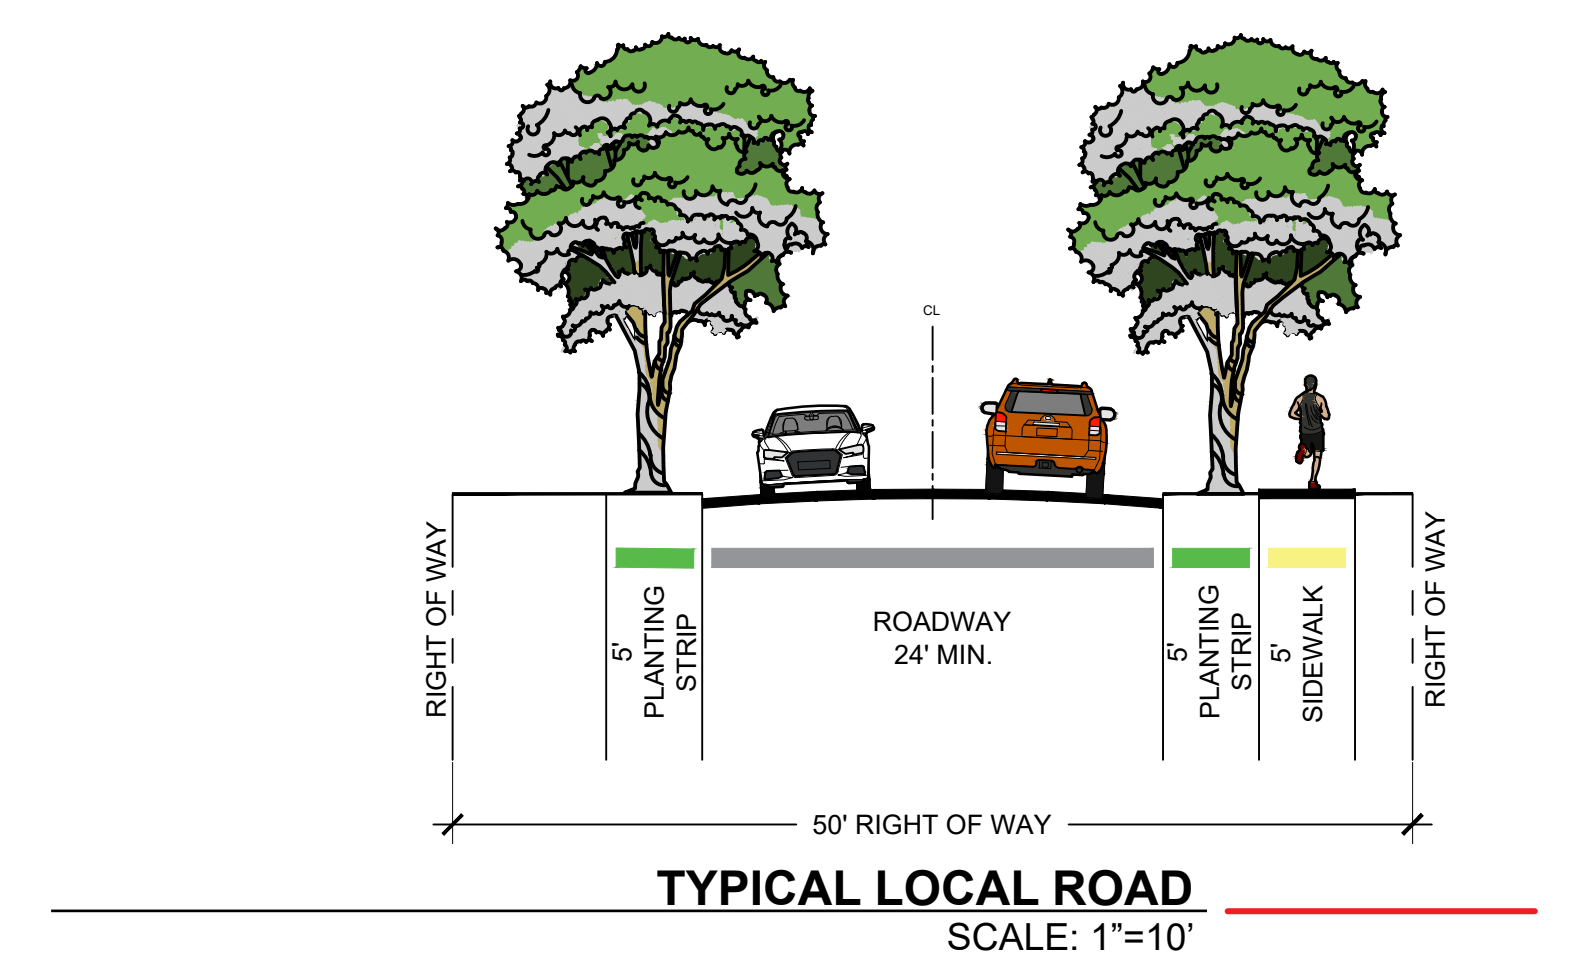 CL
RIGHT OF WAY
5'
PLANTING
STRIP
ROADWAY
24' MIN.
5'
PLANTING
STRIP
5'
SIDEWALK
RIGHT OF WAY
50' RIGHT OF WAY
TYPICAL LOCAL ROAD
SCALE: 1”=10’